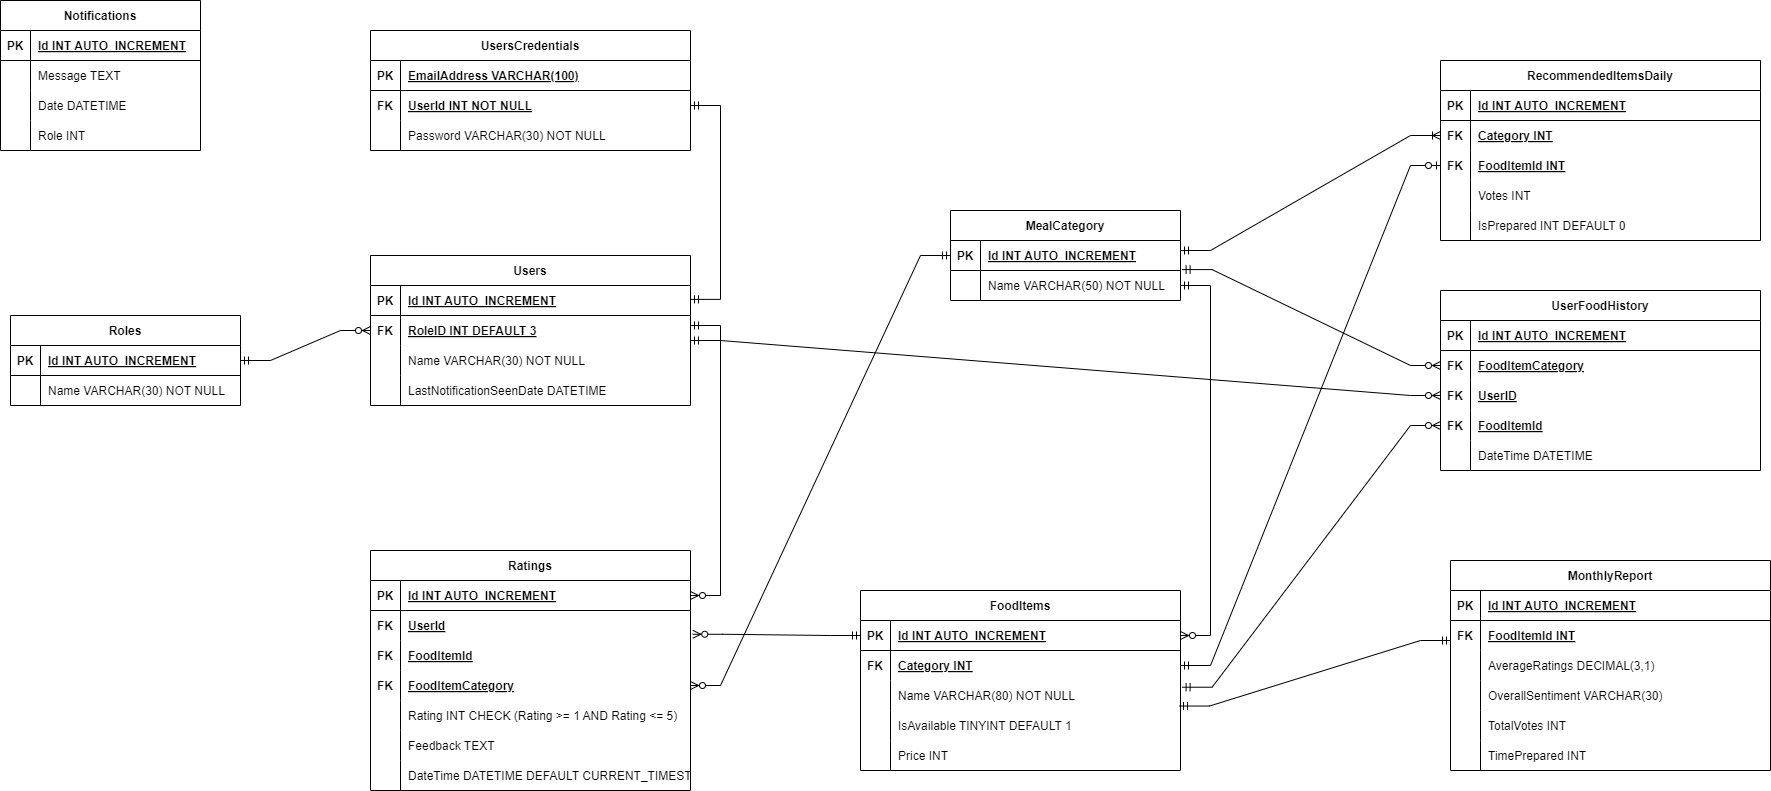 Notifications
PK Id INT AUTO_INCREMENT
Message TEXT
Date DATETIME
Role INT
UsersCredentials
PK EmailAddress VARCHAR(100)
FK UserId INT NOT NULL
Password VARCHAR(30) NOT NULL
RecommendedItemsDaily
PK Id INT AUTO_INCREMENT
FK Category INT
FK FoodItemId INT
Votes INT
IsPrepared INT DEFAULT 0
MealCategory
PK Id INT AUTO_INCREMENT
Name VARCHAR(50) NOT NULL
Users
PK Id INT AUTO_INCREMENT
FK RoleID INT DEFAULT 3
Name VARCHAR(30) NOT NULL
LastNotificationSeenDate DATETIME
Roles
PK Id INT AUTO_INCREMENT
Name VARCHAR(30) NOT NULL
UserFoodHistory
PK Id INT AUTO_INCREMENT
FK FoodItemCategory
FK UserID
FK FoodItemId
DateTime DATETIME
Ratings
PK Id INT AUTO_INCREMENT
FK UserId
FK FoodItemId
FK FoodItemCategory
Rating INT CHECK (Rating >= 1 AND Rating <= 5)
Feedback TEXT
DateTime DATETIME DEFAULT CURRENT_TIMEST
FoodItems
PK Id INT AUTO_INCREMENT
FK Category INT
Name VARCHAR(80) NOT NULL
IsAvailable TINYINT DEFAULT 1
Price INT
MonthlyReport
PK Id INT AUTO_INCREMENT
FK FoodItemId INT
AverageRatings DECIMAL(3,1)
OverallSentiment VARCHAR(30)
TotalVotes INT
TimePrepared INT